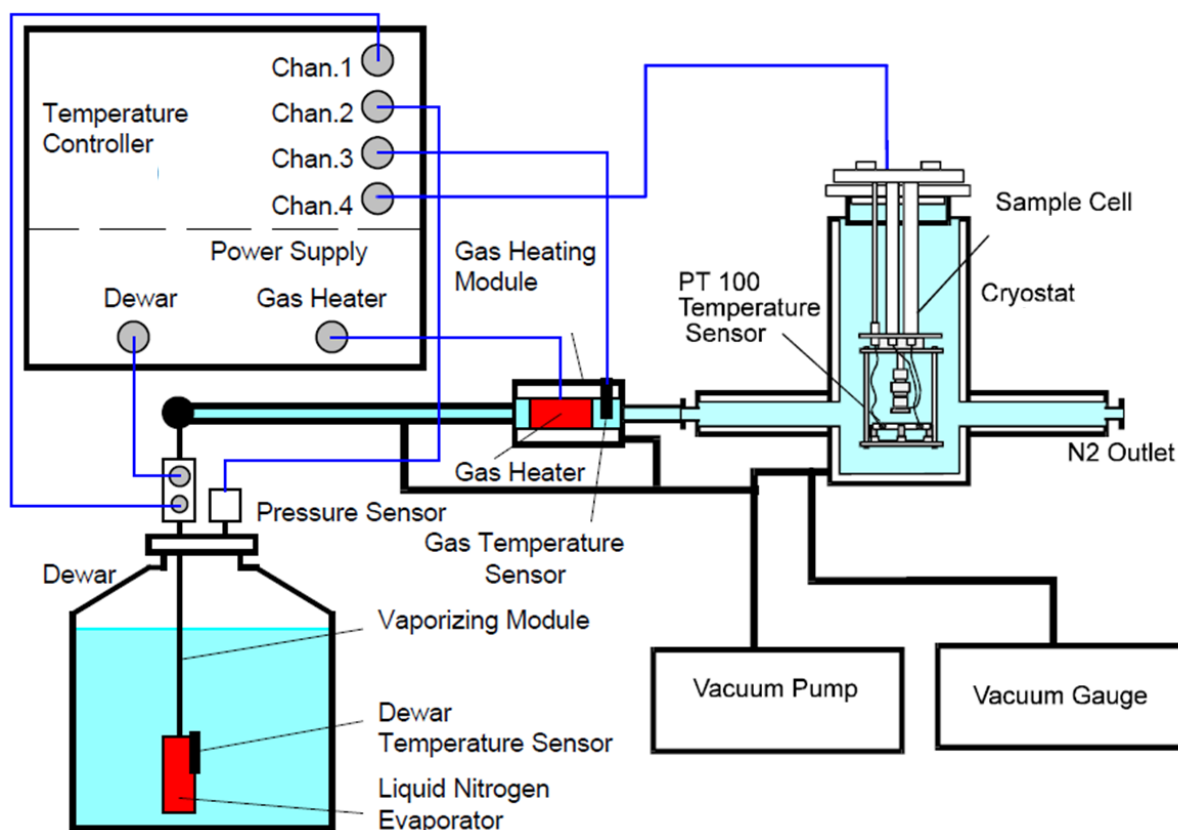 Chan.1
Temperature
Controller
Chan.2
Chan.3
Chan.4
Power Supply
Dewar
Gas Heater
Gas Heating
Module
Sample Cell
PT 100
Temperature
Sensor
Cryostat
N2 Outlet
Gas Heater
Pressure Sensor
Gas Temperature
Sensor
Dewar
Vaporizing Module
Vacuum Pump
Vacuum Gauge
Dewar
Temperature Sensor
Liquid Nitrogen
Evaporator